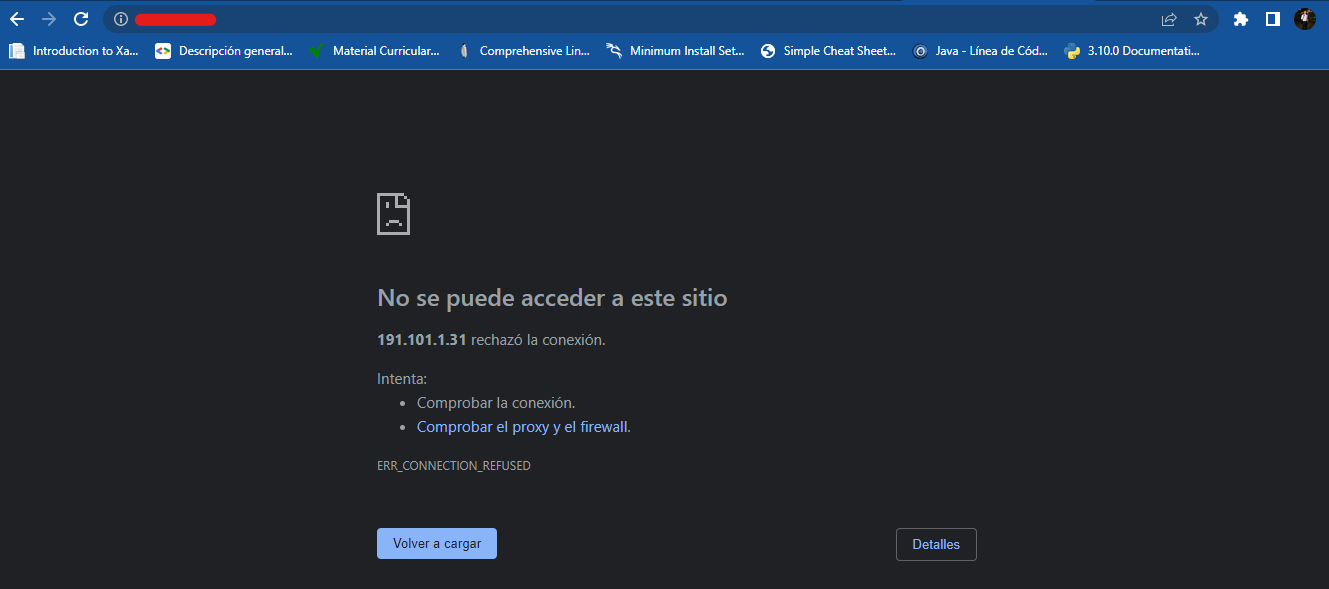 Introduction to Xa... Descripción general... Material Curricular... Comprehensive Lin... Minimum Install Set... Simple Cheat Sheet... Java - Línea de Cód... 3.10.0 Documentati...
No se puede acceder a este sitio
191.101.1.31 rechazó la conexión.
Intenta:
• Comprobar la conexión.
• Comprobar el proxy y el firewall.
ERR_CONNECTION_REFUSED
Volver a cargar Detalles